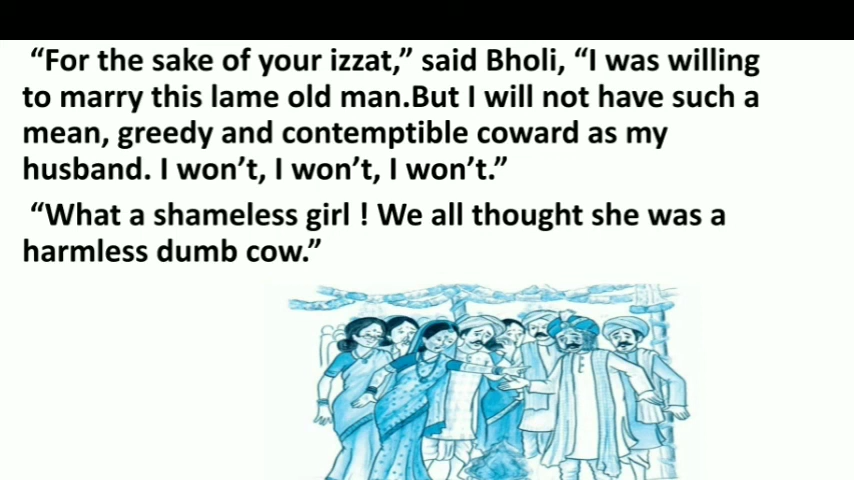 “For the sake of your izzat,” said Bholi, “I was willing
to marry this lame old man.But I will not have such a
mean, greedy and contemptible coward as my
husband. I won’t, I won’t, I won’t.”
“What a shameless girl ! We all thought she was a
harmless dumb cow.”